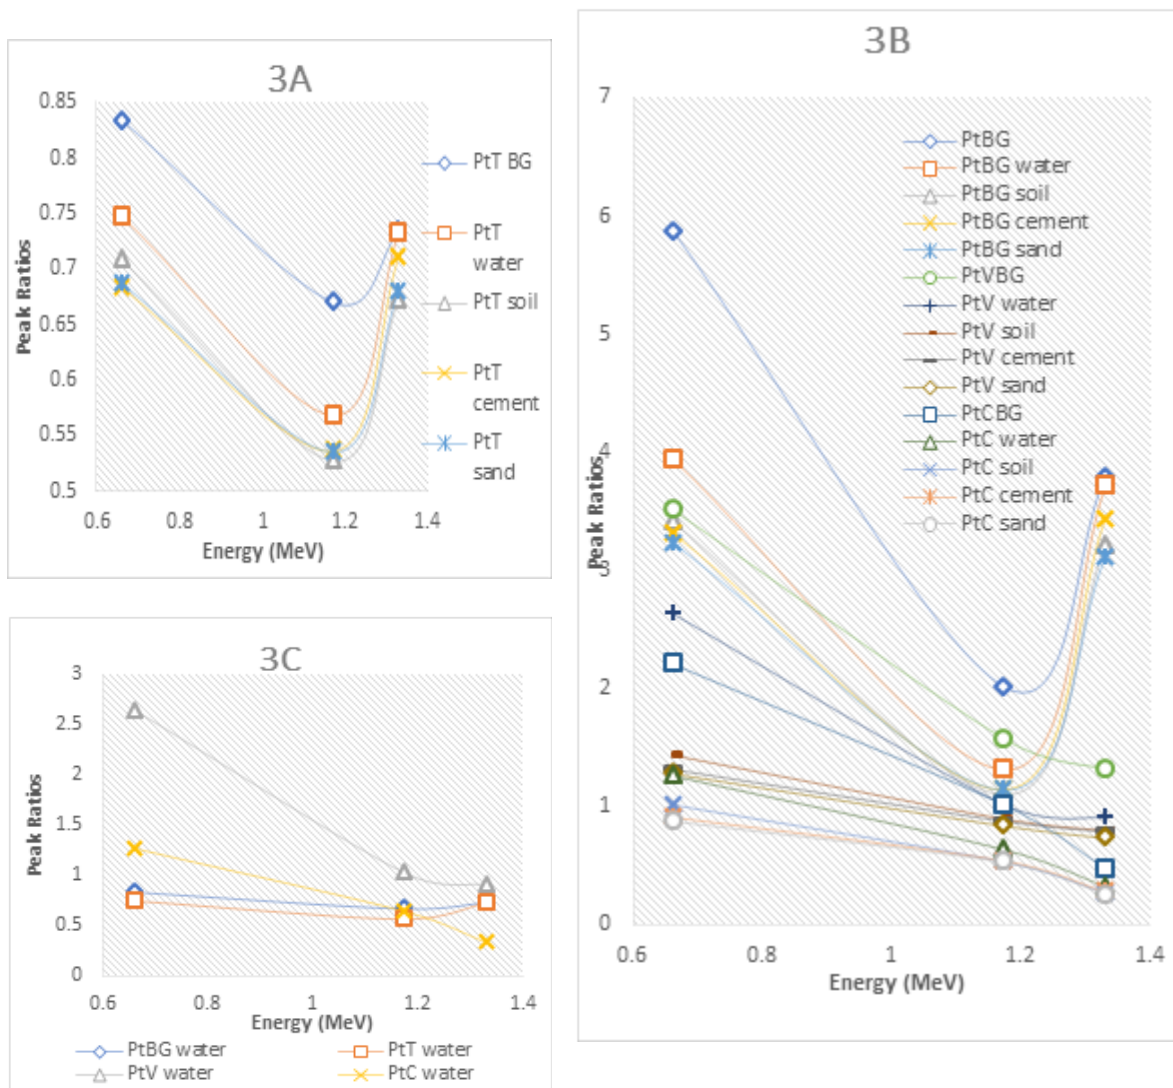 3A
Peak Ratios
0.85
0.8
0.75
0.7
0.65
0.6
0.55
0.5
0.6 0.8 1 1.2 1.4
Energy (MeV)
PtT BG
PtT
water
PtT soil
PtT
cement
PtT
sand
3B
Peak Ratios
7
6
5
4
3
2
1
0
0.6 0.8 1 1.2 1.4
Energy (MeV)
PtBG
PtBG water
PtBG soil
PtBG cement
PtBG sand
PtVBG
PtV water
PtV soil
PtV cement
PtV sand
PtCBG
PtC water
PtC soil
PtC cement
PtC sand
3C
Peak Ratios
3
2.5
2
1.5
1
0.5
0
0.6 0.8 1 1.2 1.4
Energy (MeV)
PtBG water PtT water
PtV water PtC water